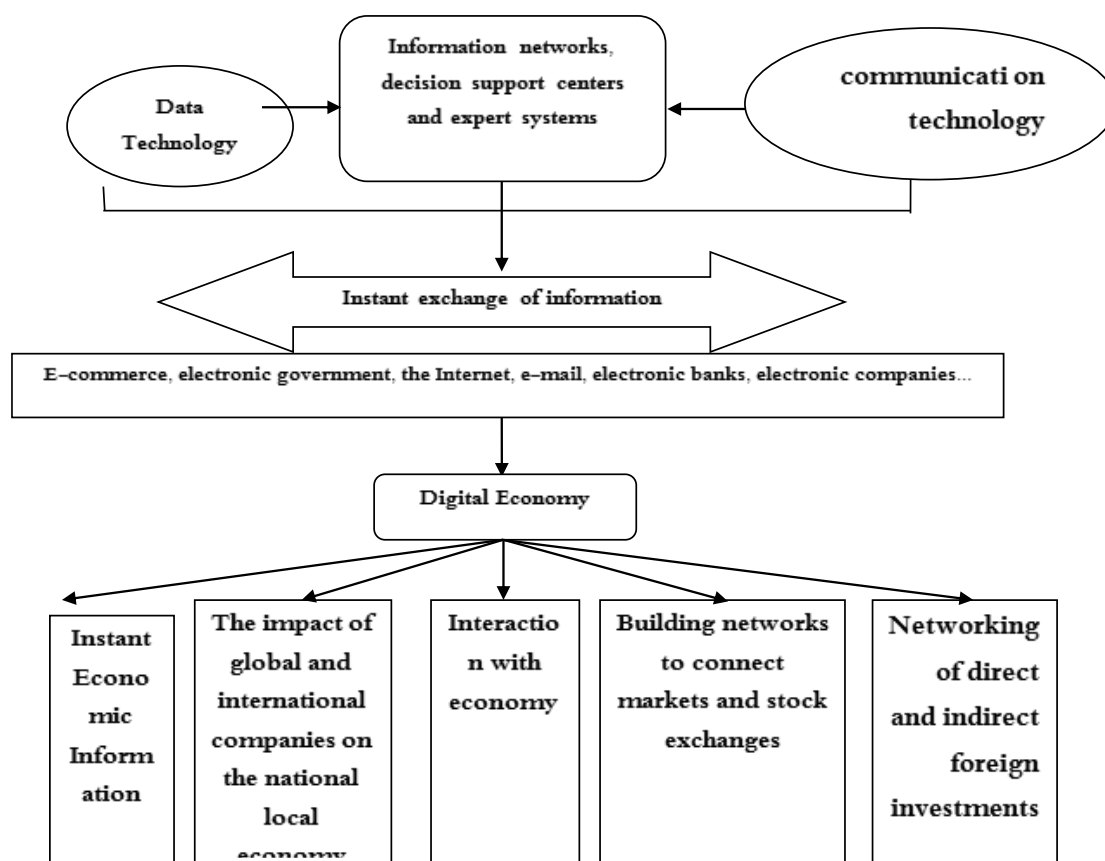 Information networks,
decision support centers
and expert systems
Data
Technology
communicati on
technology
Instant exchange of information
E-commerce, electronic government, the Internet, e-mail, electronic banks, electronic companies...
Digital Economy
Instant
Econo
mic
Inform
ation
The impact of
global and
international
companies on
the national
local
economy
Interactio
n with
economy
Building networks
to connect
markets and stock
exchanges
Networking
of direct
and indirect
foreign
investments